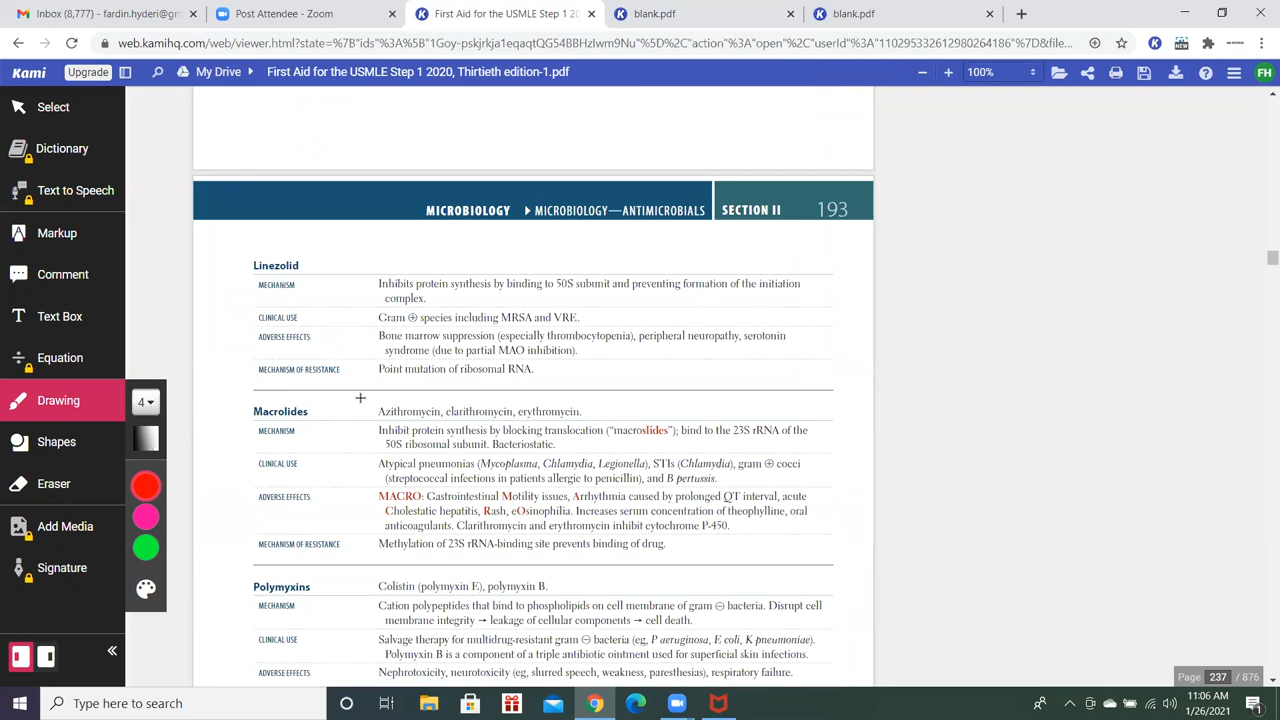 Inbox (8,773) - fardin.hyderi@gm
Post Attendee - Zoom
First Aid for the USMLE Step 1 20
blank.pdf
blank.pdf
web.kamihq.com/web/viewer.html?state=%7B"ids"%3A%5B"1Goy-pskjrkja1eqaqtQG54BBHzlwm9Nu"%5D%2C"action"%3A"open"%2C"userId"%3A"110295332612980264186"%7D&file...
NEW
Kami
Upgrade
My Drive
First Aid for the USMLE Step 1 2020, Thirtieth edition-1.pdf
100%
FH
Select
Dictionary
Text to Speech
Markup
Comment
Text Box
Equation
Drawing
4
Shapes
Eraser
Add Media
Signature
MICROBIOLOGY ▶ MICROBIOLOGY—ANTIMICROBIALS SECTION II 193
Linezolid
MECHANISM Inhibits protein synthesis by binding to 50S subunit and preventing formation of the initiation
complex.
CLINICAL USE Gram ⊕ species including MRSA and VRE.
ADVERSE EFFECTS Bone marrow suppression (especially thrombocytopenia), peripheral neuropathy, serotonin
syndrome (due to partial MAO inhibition).
MECHANISM OF RESISTANCE Point mutation of ribosomal RNA.
Macrolides Azithromycin, clarithromycin, erythromycin.
MECHANISM Inhibit protein synthesis by blocking translocation (“macroslides”); bind to the 23S rRNA of the
50S ribosomal subunit. Bacteriostatic.
CLINICAL USE Atypical pneumonias (Mycoplasma, Chlamydia, Legionella), STIs (Chlamydia), gram ⊕ cocci
(streptococcal infections in patients allergic to penicillin), and B pertussis.
ADVERSE EFFECTS MACRO: Gastrointestinal Motility issues, Arrhythmia caused by prolonged QT interval, acute
Cholestatic hepatitis, Rash, eOsinophilia. Increases serum concentration of theophylline, oral
anticoagulants. Clarithromycin and erythromycin inhibit cytochrome P-450.
MECHANISM OF RESISTANCE Methylation of 23S rRNA-binding site prevents binding of drug.
Polymyxins Colistin (polymyxin E), polymyxin B.
MECHANISM Cation polypeptides that bind to phospholipids on cell membrane of gram ⊖ bacteria. Disrupt cell
membrane integrity → leakage of cellular components → cell death.
CLINICAL USE Salvage therapy for multidrug-resistant gram ⊖ bacteria (eg, P aeruginosa, E coli, K pneumoniae).
Polymyxin B is a component of a triple antibiotic ointment used for superficial skin infections.
ADVERSE EFFECTS Nephrotoxicity, neurotoxicity (eg, slurred speech, weakness, paresthesias), respiratory failure.
Page 237 / 876
Type here to search
11:06 AM
1/26/2021
1